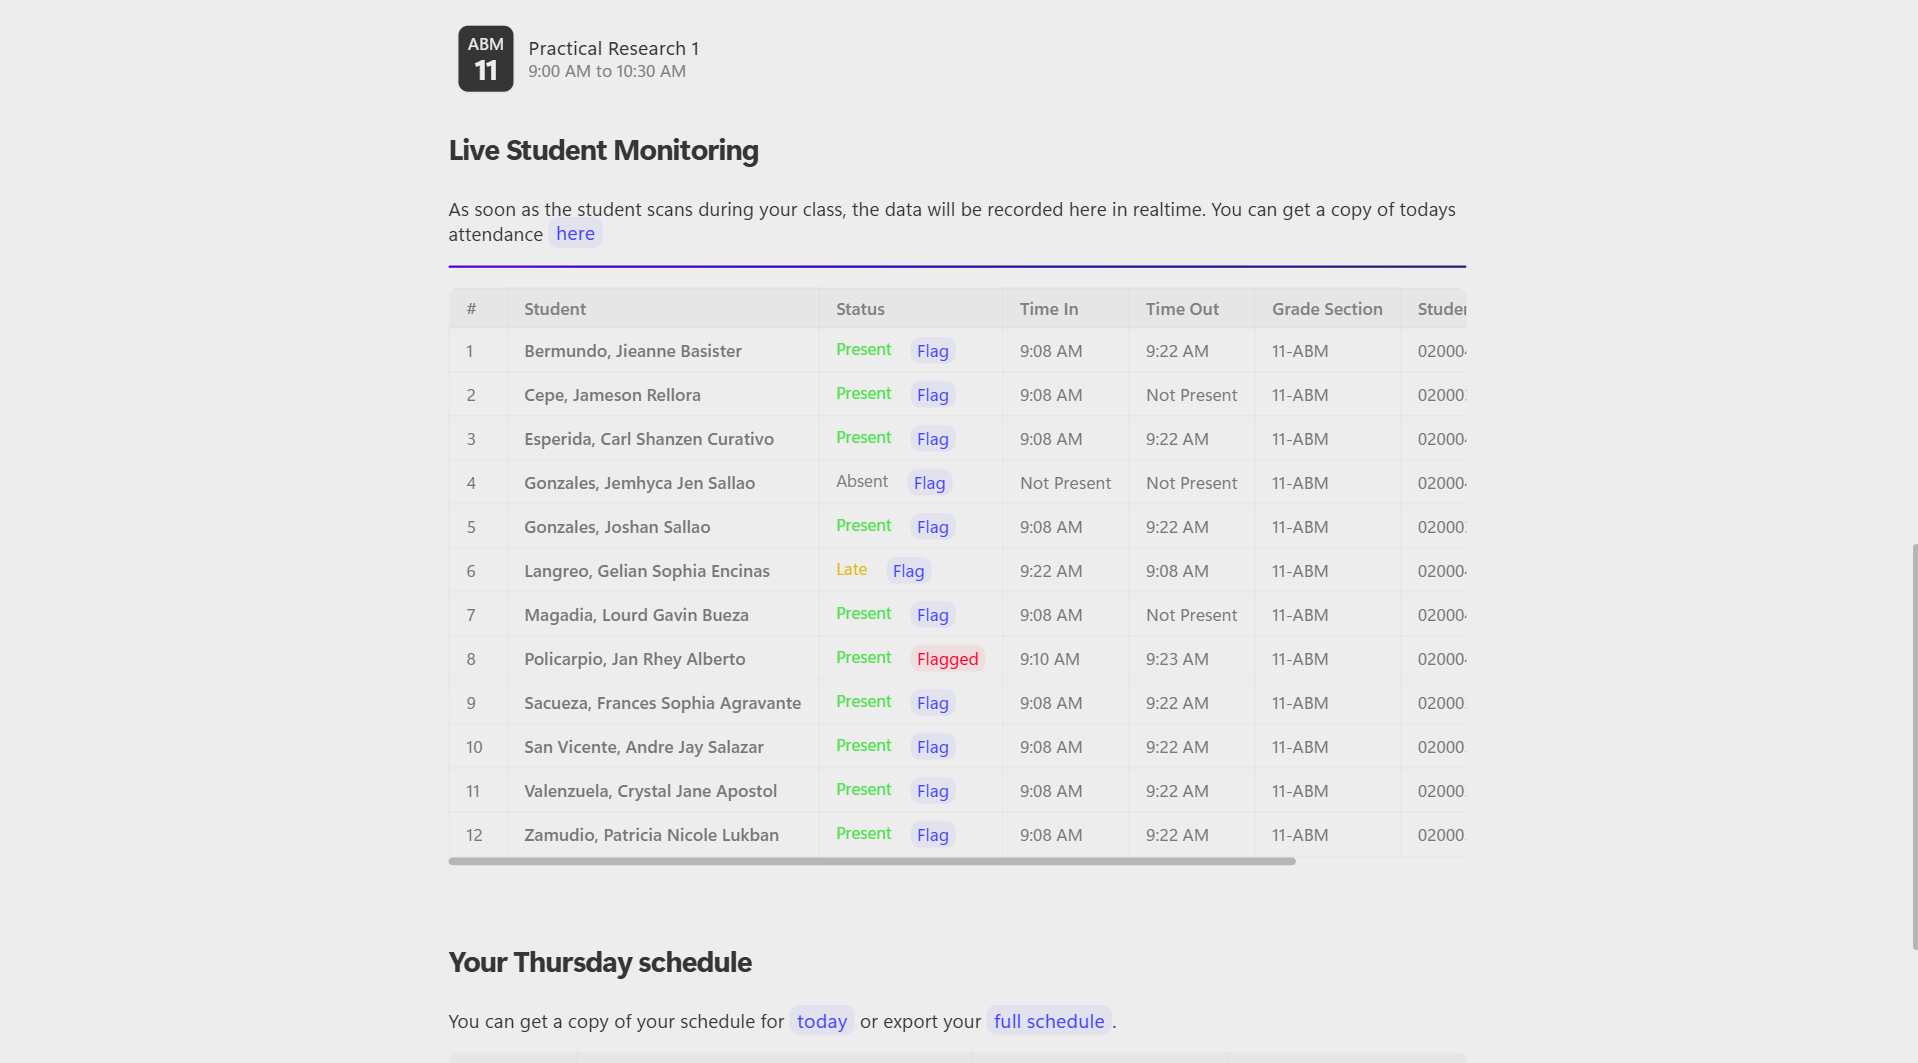 ABM
11
Practical Research 1
9:00 AM to 10:30 AM
Live Student Monitoring
As soon as the student scans during your class, the data will be recorded here in realtime. You can get a copy of todays
attendance here
# Student Status Time In Time Out Grade Section Studen
1 Bermundo, Jieanne Basister Present Flag 9:08 AM 9:22 AM 11-ABM 02000
2 Cepe, Jameson Rellora Present Flag 9:08 AM Not Present 11-ABM 02000
3 Esperida, Carl Shanzen Curativo Present Flag 9:08 AM 9:22 AM 11-ABM 02000
4 Gonzales, Jemhyca Jen Sallao Absent Flag Not Present Not Present 11-ABM 02000
5 Gonzales, Joshan Sallao Present Flag 9:08 AM 9:22 AM 11-ABM 02000
6 Langreo, Gelian Sophia Encinas Late Flag 9:22 AM 9:08 AM 11-ABM 02000
7 Magadia, Lourd Gavin Bueza Present Flag 9:08 AM Not Present 11-ABM 02000
8 Policarpio, Jan Rhey Alberto Present Flagged 9:10 AM 9:23 AM 11-ABM 02000
9 Sacueza, Frances Sophia Agravante Present Flag 9:08 AM 9:22 AM 11-ABM 02000
10 San Vicente, Andre Jay Salazar Present Flag 9:08 AM 9:22 AM 11-ABM 02000
11 Valenzuela, Crystal Jane Apostol Present Flag 9:08 AM 9:22 AM 11-ABM 02000
12 Zamudio, Patricia Nicole Lukban Present Flag 9:08 AM 9:22 AM 11-ABM 02000
Your Thursday schedule
You can get a copy of your schedule for today or export your full schedule.